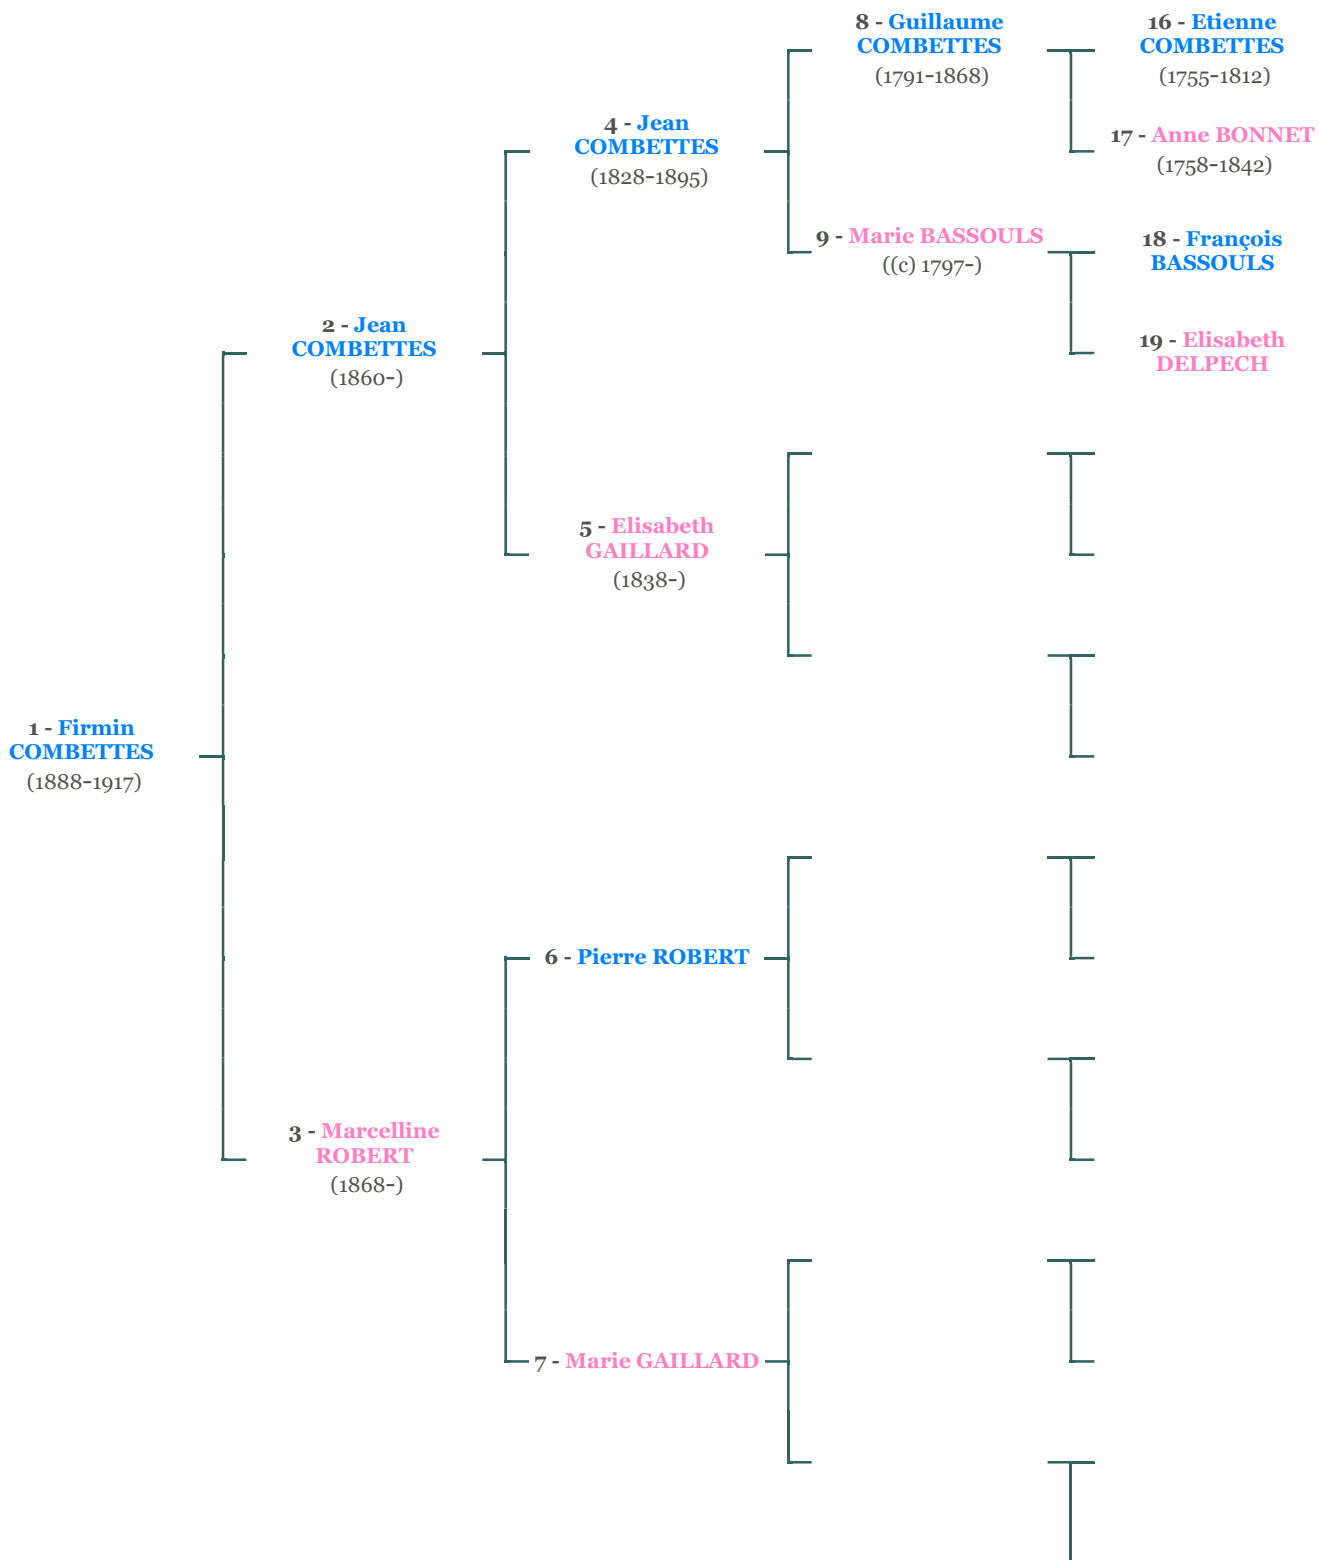 8 - Guillaume
COMBETTES
(1791-1868)
16 - Etienne
COMBETTES
(1755-1812)
4 - Jean
COMBETTES
(1828-1895)
17 - Anne BONNET
(1758-1842)
9 - Marie BASSOULS
((c) 1797-)
18 - François
BASSOULS
2 - Jean
COMBETTES
(1860-)
19 - Elisabeth
DELPECH
5 - Elisabeth
GAILLARD
(1838-)
1 - Firmin
COMBETTES
(1888-1917)
6 - Pierre ROBERT
3 - Marcelline
ROBERT
(1868-)
7 - Marie GAILLARD